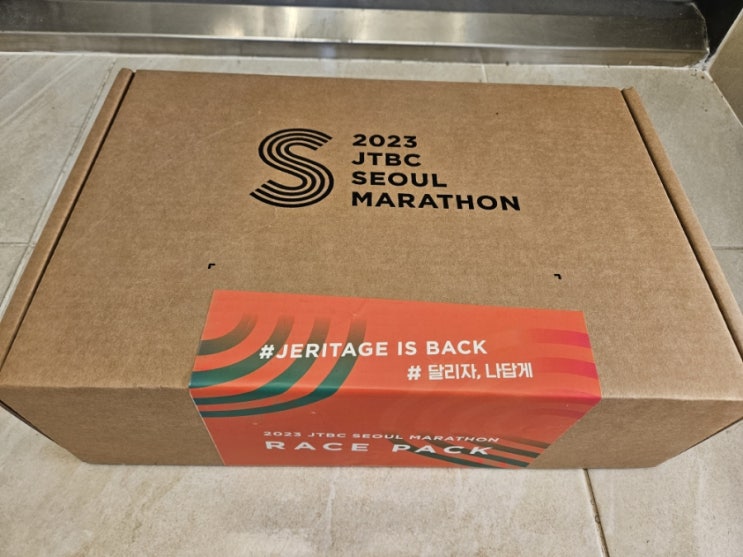 2023
JTBC
SEOUL
MARATHON
#JERITAGE IS BACK
# 달리자, 나답게
2023 JTBC SEOUL MARATHON
RACE PACK